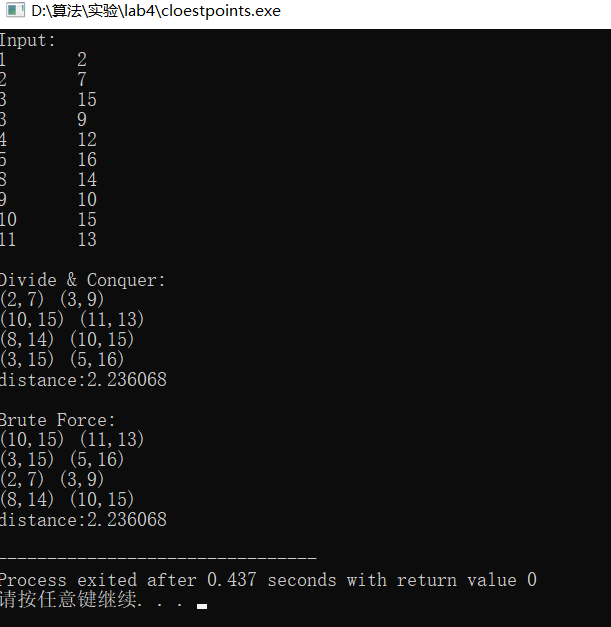 D:\算法\实验\lab4\cloestpoints.exe
Input:
1 2
2 7
3 15
3 9
4 12
5 16
8 14
9 10
10 15
11 13
Divide & Conquer:
(2,7) (3,9)
(10,15) (11,13)
(8,14) (10,15)
(3,15) (5,16)
distance:2.236068
Brute Force:
(10,15) (11,13)
(3,15) (5,16)
(2,7) (3,9)
(8,14) (10,15)
distance:2.236068
--------------------------------
Process exited after 0.437 seconds with return value 0
请按任意键继续. . .